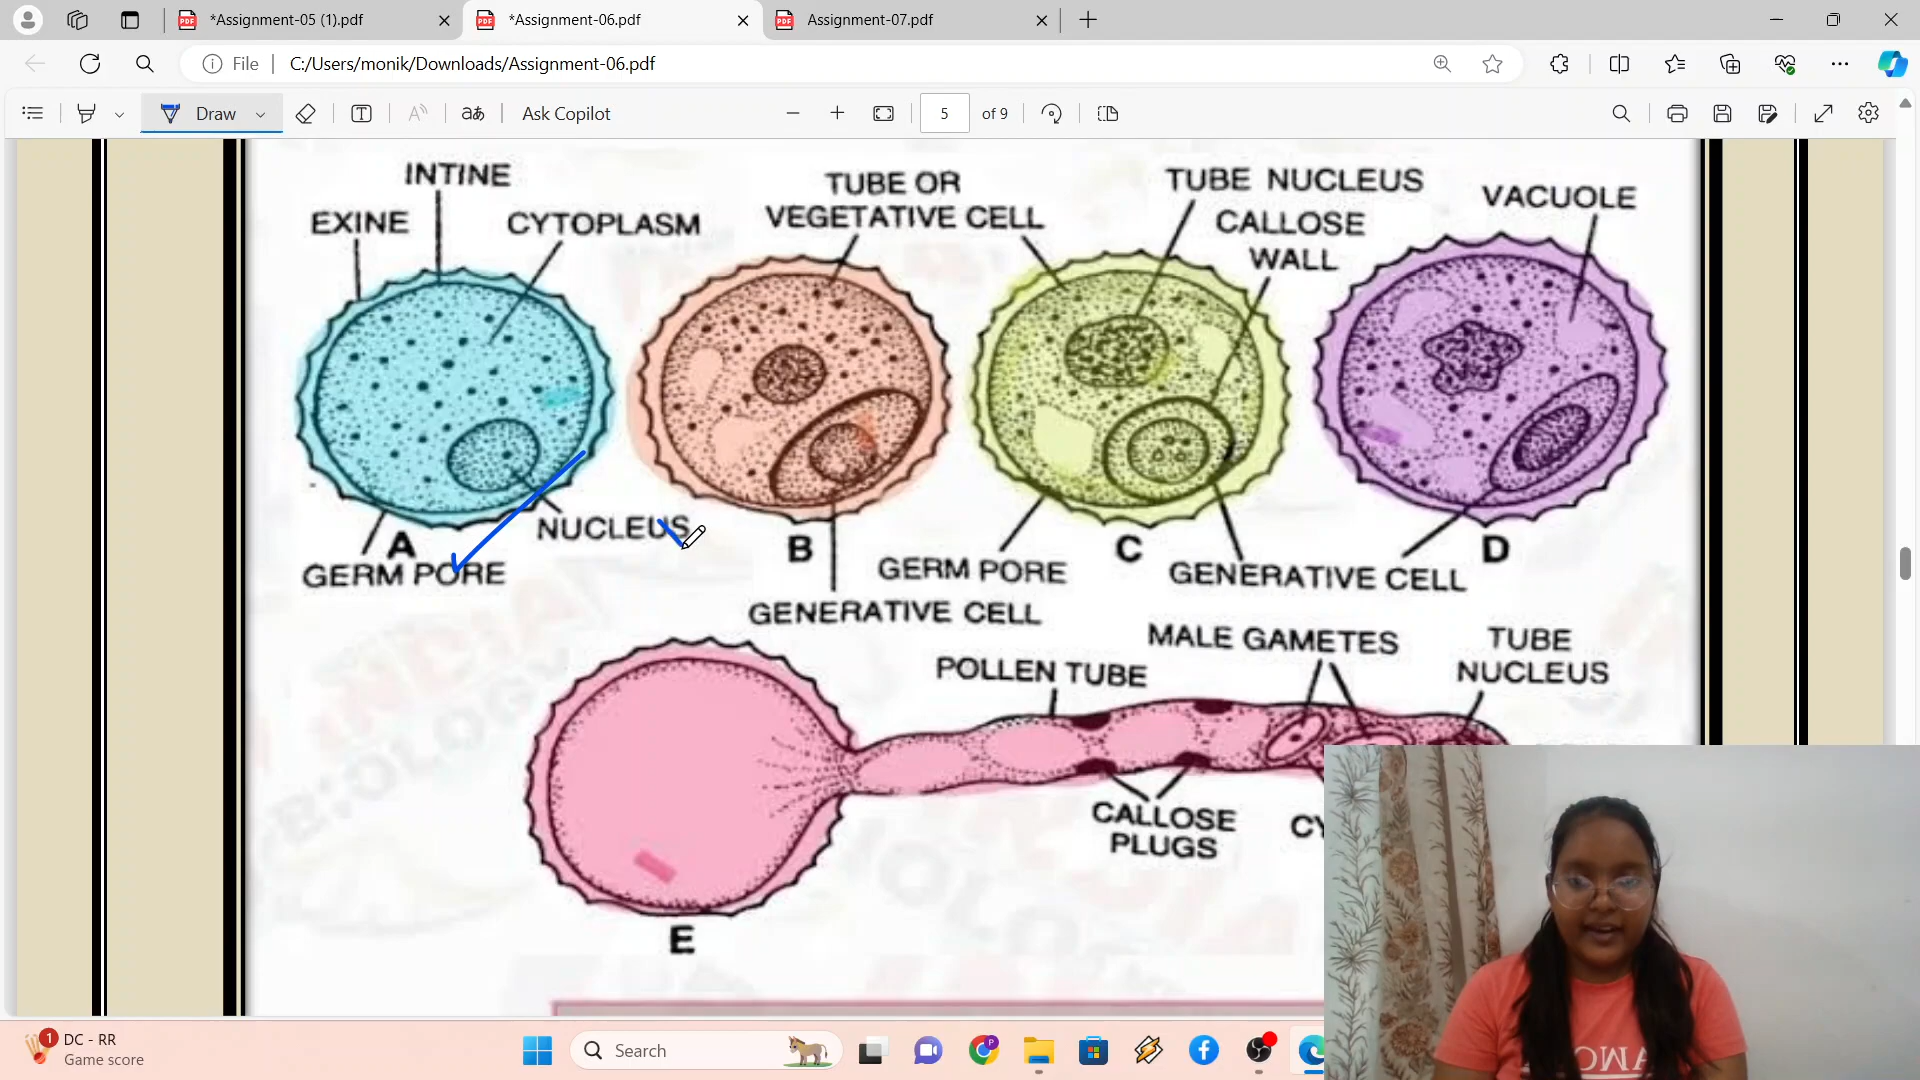 *Assignment-05 (1).pdf
*Assignment-06.pdf
Assignment-07.pdf
File
C:/Users/monik/Downloads/Assignment-06.pdf
Draw
Ask Copilot
5 of 9
INTINE
EXINE
CYTOPLASM
TUBE OR
VEGETATIVE CELL
TUBE NUCLEUS
CALLOSE
WALL
VACUOLE
NUCLEUS
A
GERM PORE
B
GENERATIVE CELL
GERM PORE
C
GENERATIVE CELL
D
POLLEN TUBE
MALE GAMETES
TUBE
NUCLEUS
CALLOSE
PLUGS
CY
E
1
DC - RR
Game score
Search